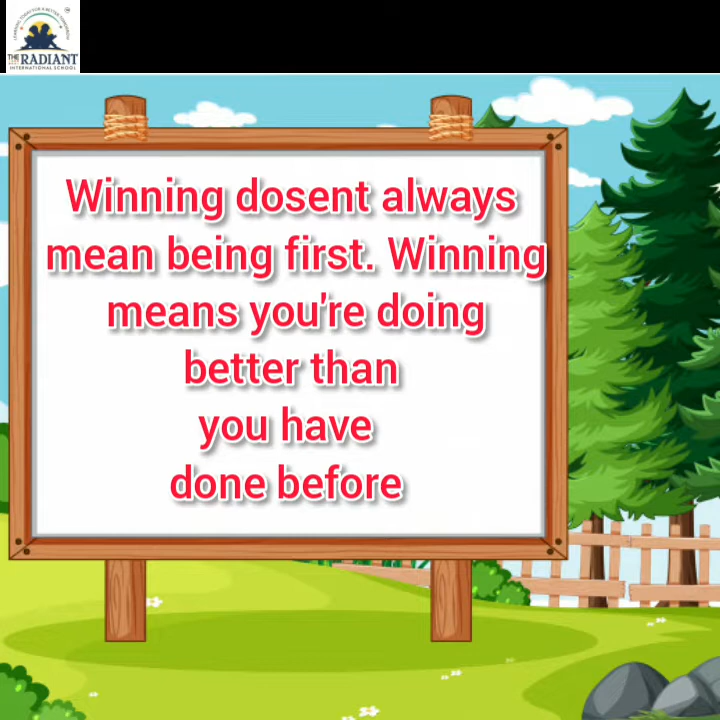 THE RADIANT
INTERNATIONAL SCHOOL
Winning dosent always
mean being first. Winning
means you're doing
better than
you have
done before